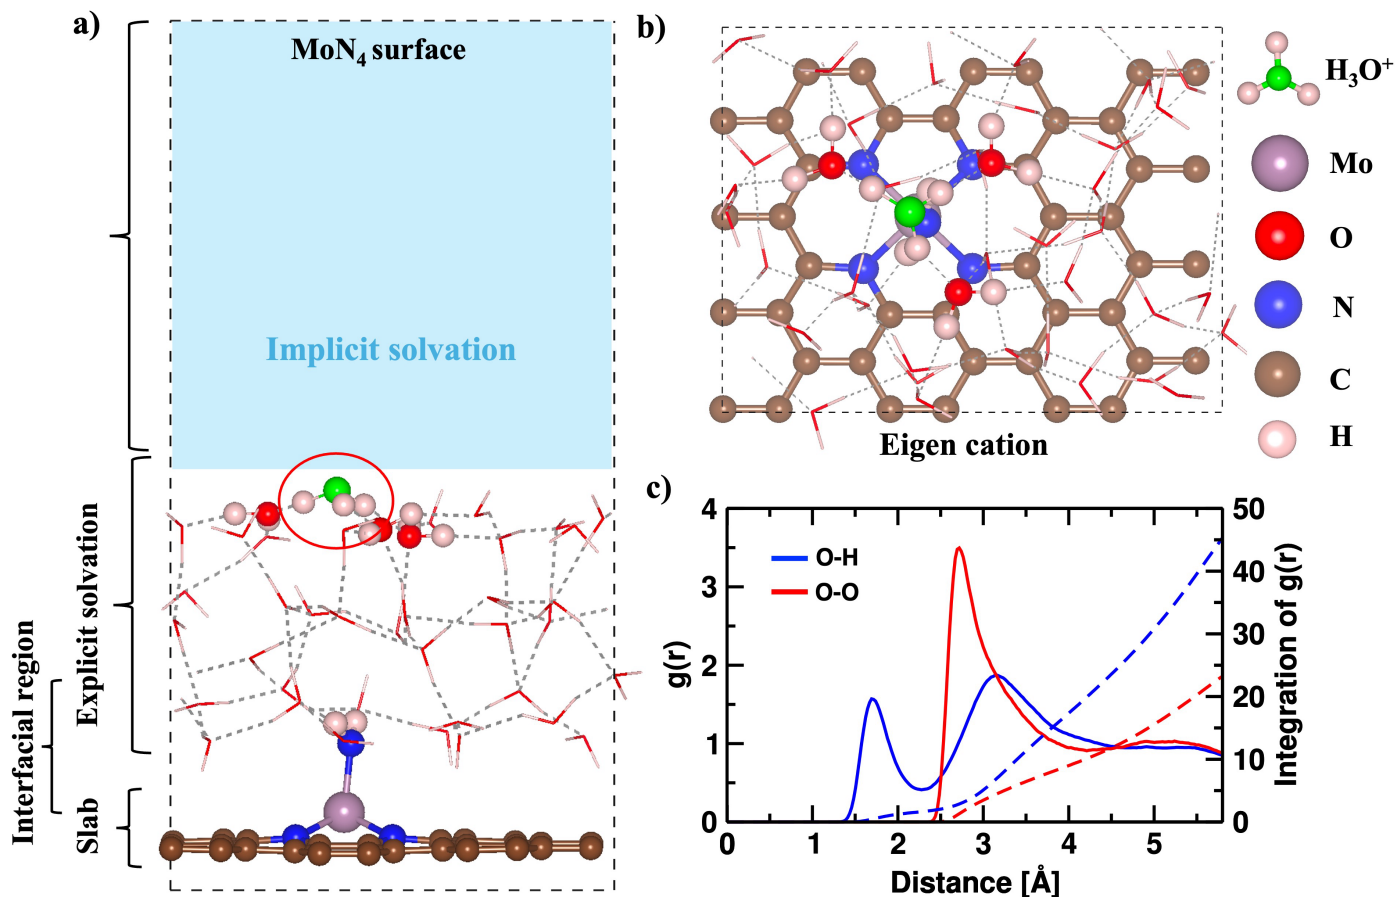 a)
MoN₄ surface
Implicit solvation
Explicit solvation
Interfacial region
Slab
b)
Eigen cation
H₃O⁺
Mo
O
N
C
H
c)
g(r)
4
3
2
1
0
O-H
O-O
50
40
30
20
10
0
Integration of g(r)
0 1 2 3 4 5
Distance [Å]